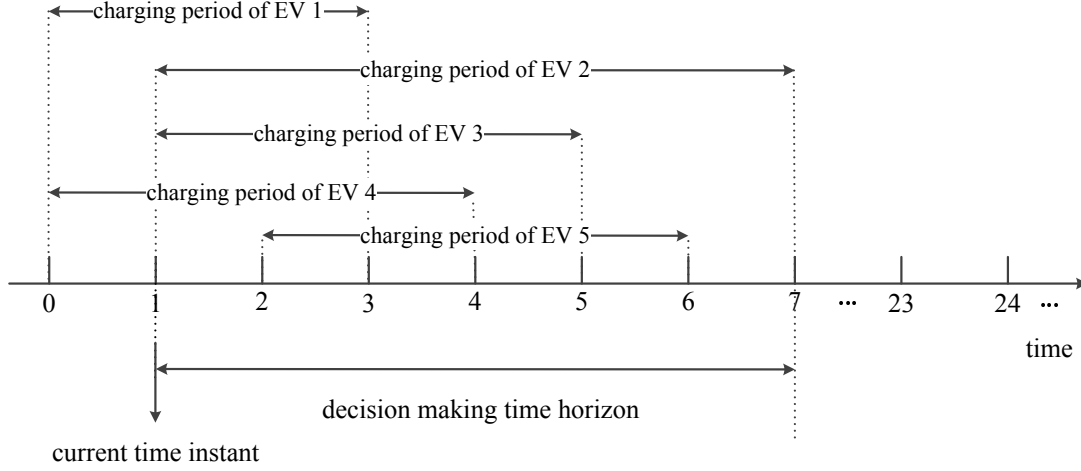 charging period of EV 1
charging period of EV 2
charging period of EV 3
charging period of EV 4
charging period of EV 5
0 1 2 3 4 5 6 7 ... 23 24 ...
time
decision making time horizon
current time instant